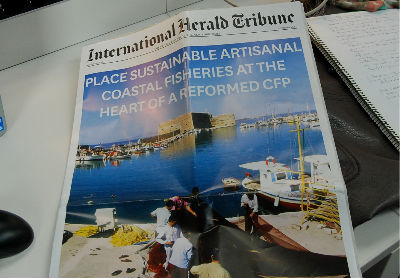 International Herald Tribune
PLACE SUSTAINABLE ARTISANAL
COASTAL FISHERIES AT THE
HEART OF A REFORMED CFP